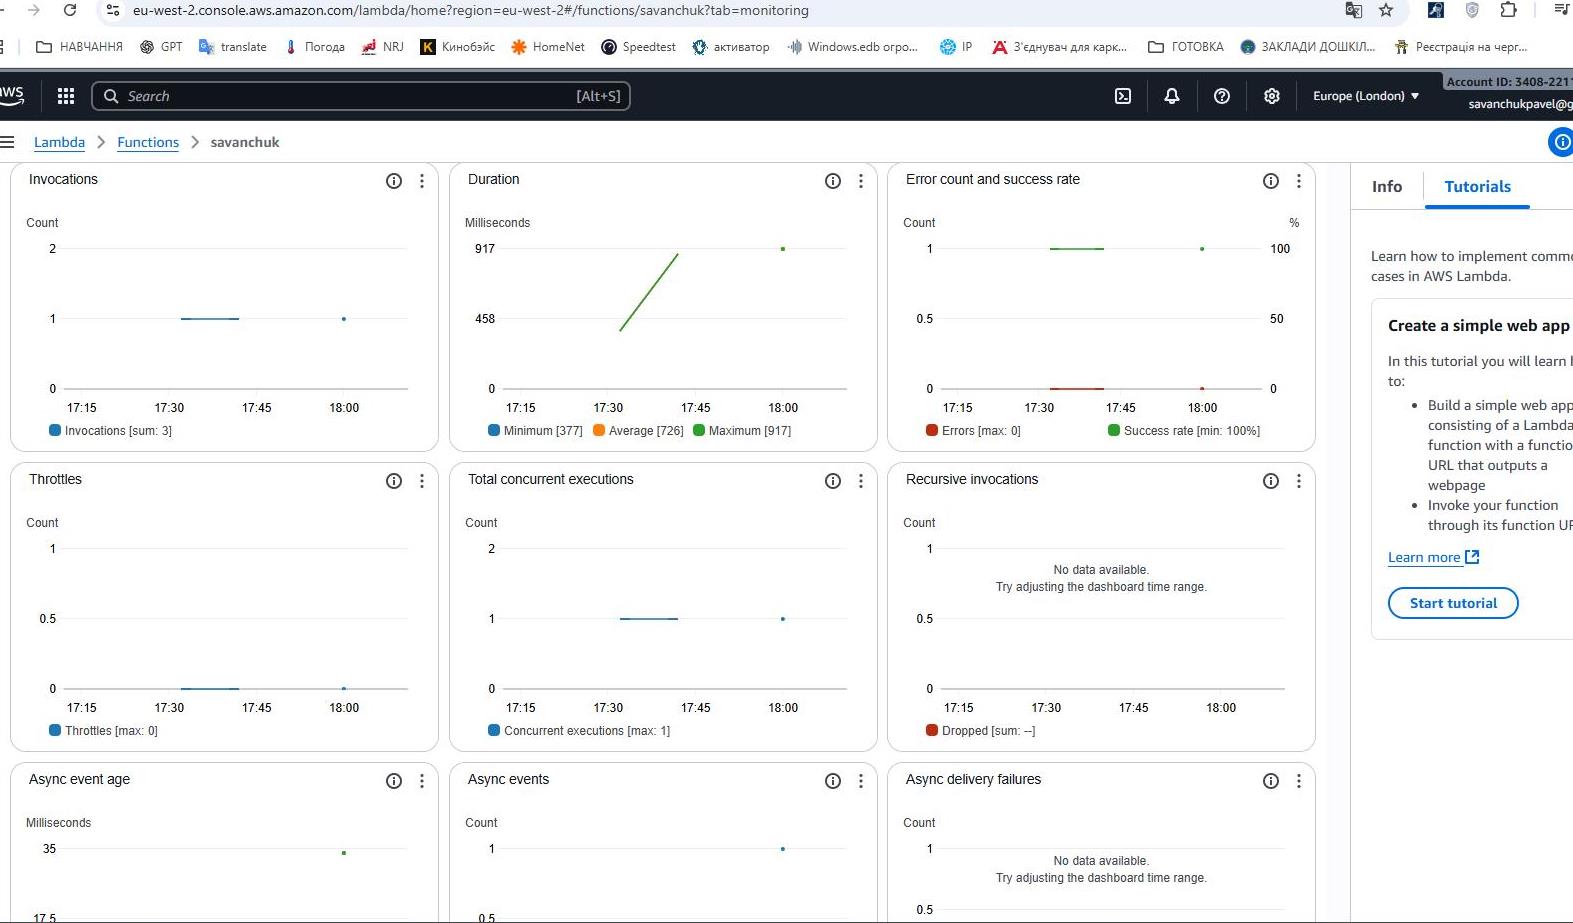 eu-west-2.console.aws.amazon.com/lambda/home?region=eu-west-2#/functions/savanchuk?tab=monitoring
НАВЧАННЯ GPT translate Погода NRJ Кинобэйс HomeNet Speedtest активатор Windows.edb огро... IP З'єднувач для карк... ГОТОВКА ЗАКЛАДИ ДОШКІЛ... Реєстрація на черг...
aws Search [Alt+S] Europe (London) Account ID: 3408-2211
savanchukpavel@g
Lambda > Functions > savanchuk
Invocations
Count
2
1
0
17:15 17:30 17:45 18:00
Invocations [sum: 3]
Duration
Milliseconds
917
458
0
17:15 17:30 17:45 18:00
Minimum [377] Average [726] Maximum [917]
Error count and success rate
Count %
1 100
0.5 50
0 0
17:15 17:30 17:45 18:00
Errors [max: 0] Success rate [min: 100%]
Throttles
Count
1
0.5
0
17:15 17:30 17:45 18:00
Throttles [max: 0]
Total concurrent executions
Count
2
1
0
17:15 17:30 17:45 18:00
Concurrent executions [max: 1]
Recursive invocations
Count
1
No data available.
Try adjusting the dashboard time range.
0.5
0
17:15 17:30 17:45 18:00
Dropped [sum: --]
Async event age
Milliseconds
35
17.5
Async events
Count
1
0.5
Async delivery failures
Count
1
No data available.
Try adjusting the dashboard time range.
0.5
Info Tutorials
Learn how to implement commo
cases in AWS Lambda.
Create a simple web app
In this tutorial you will learn h
to:
• Build a simple web app
consisting of a Lambda
function with a functio
URL that outputs a
webpage
• Invoke your function
through its function UR
Learn more
Start tutorial